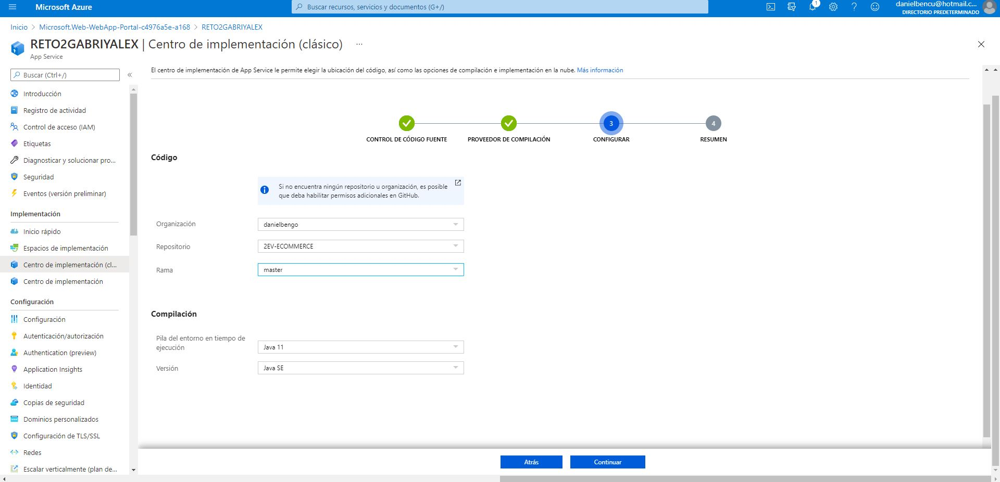 Microsoft Azure
Buscar recursos, servicios y documentos (G+/)
1
danielbencu@hotmail.c...
DIRECTORIO PREDETERMINADO
Inicio > Microsoft.Web-WebApp-Portal-c4976a5e-a168 > RETO2GABRIYALEX
RETO2GABRIYALEX | Centro de implementación (clásico) ...
App Service
Buscar (Ctrl+/)
«
Introducción
Registro de actividad
Control de acceso (IAM)
Etiquetas
Diagnosticar y solucionar pro...
Seguridad
Eventos (versión preliminar)
Implementación
Inicio rápido
Espacios de implementación
Centro de implementación (cl...
Centro de implementación
Configuración
Configuración
Autenticación/autorización
Authentication (preview)
Application Insights
Identidad
Copias de seguridad
Dominios personalizados
Configuración de TLS/SSL
Redes
Escalar verticalmente (plan de...
El centro de implementación de App Service le permite elegir la ubicación del código, así como las opciones de compilación e implementación en la nube. Más información
3
4
CONTROL DE CÓDIGO FUENTE
PROVEEDOR DE COMPILACIÓN
CONFIGURAR
RESUMEN
Código
Si no encuentra ningún repositorio u organización, es posible
que deba habilitar permisos adicionales en GitHub.
Organización
danielbengo
Repositorio
2EV-ECOMMERCE
Rama
master
Compilación
Pila del entorno en tiempo de
ejecución
Java 11
Versión
Java SE
Atrás
Continuar